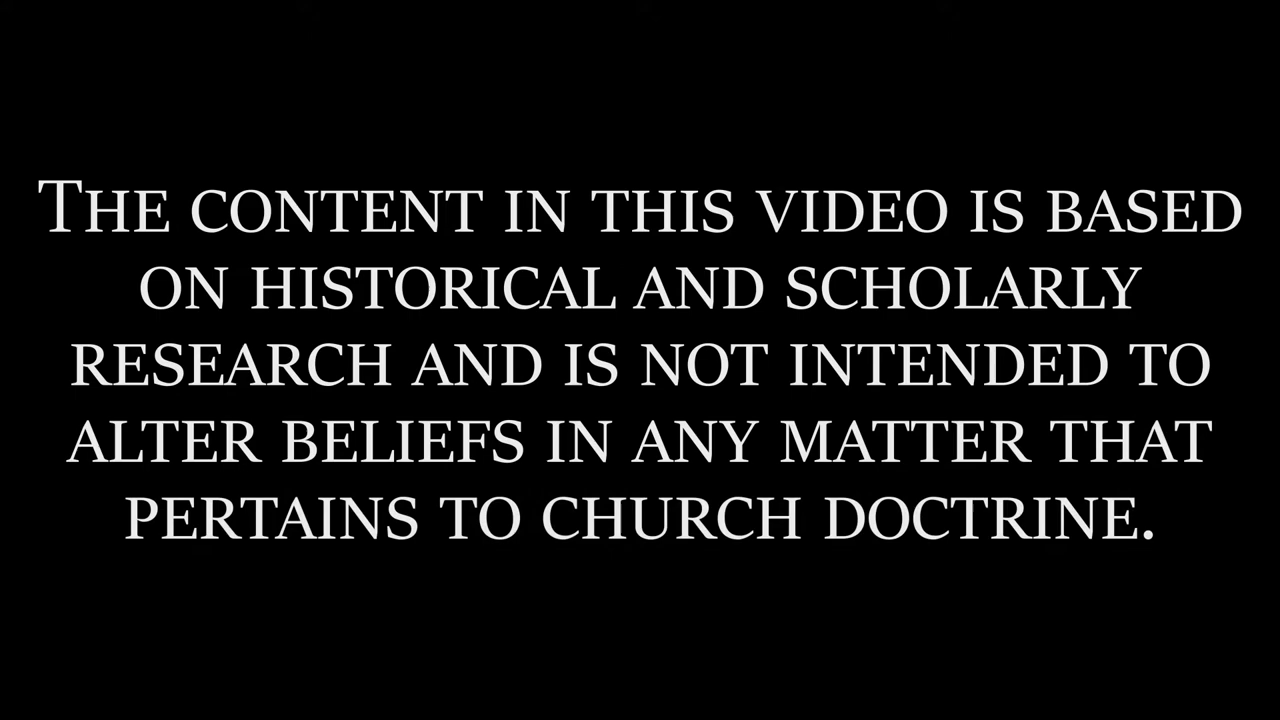 The content in this video is based
on historical and scholarly
research and is not intended to
alter beliefs in any matter that
pertains to church doctrine.